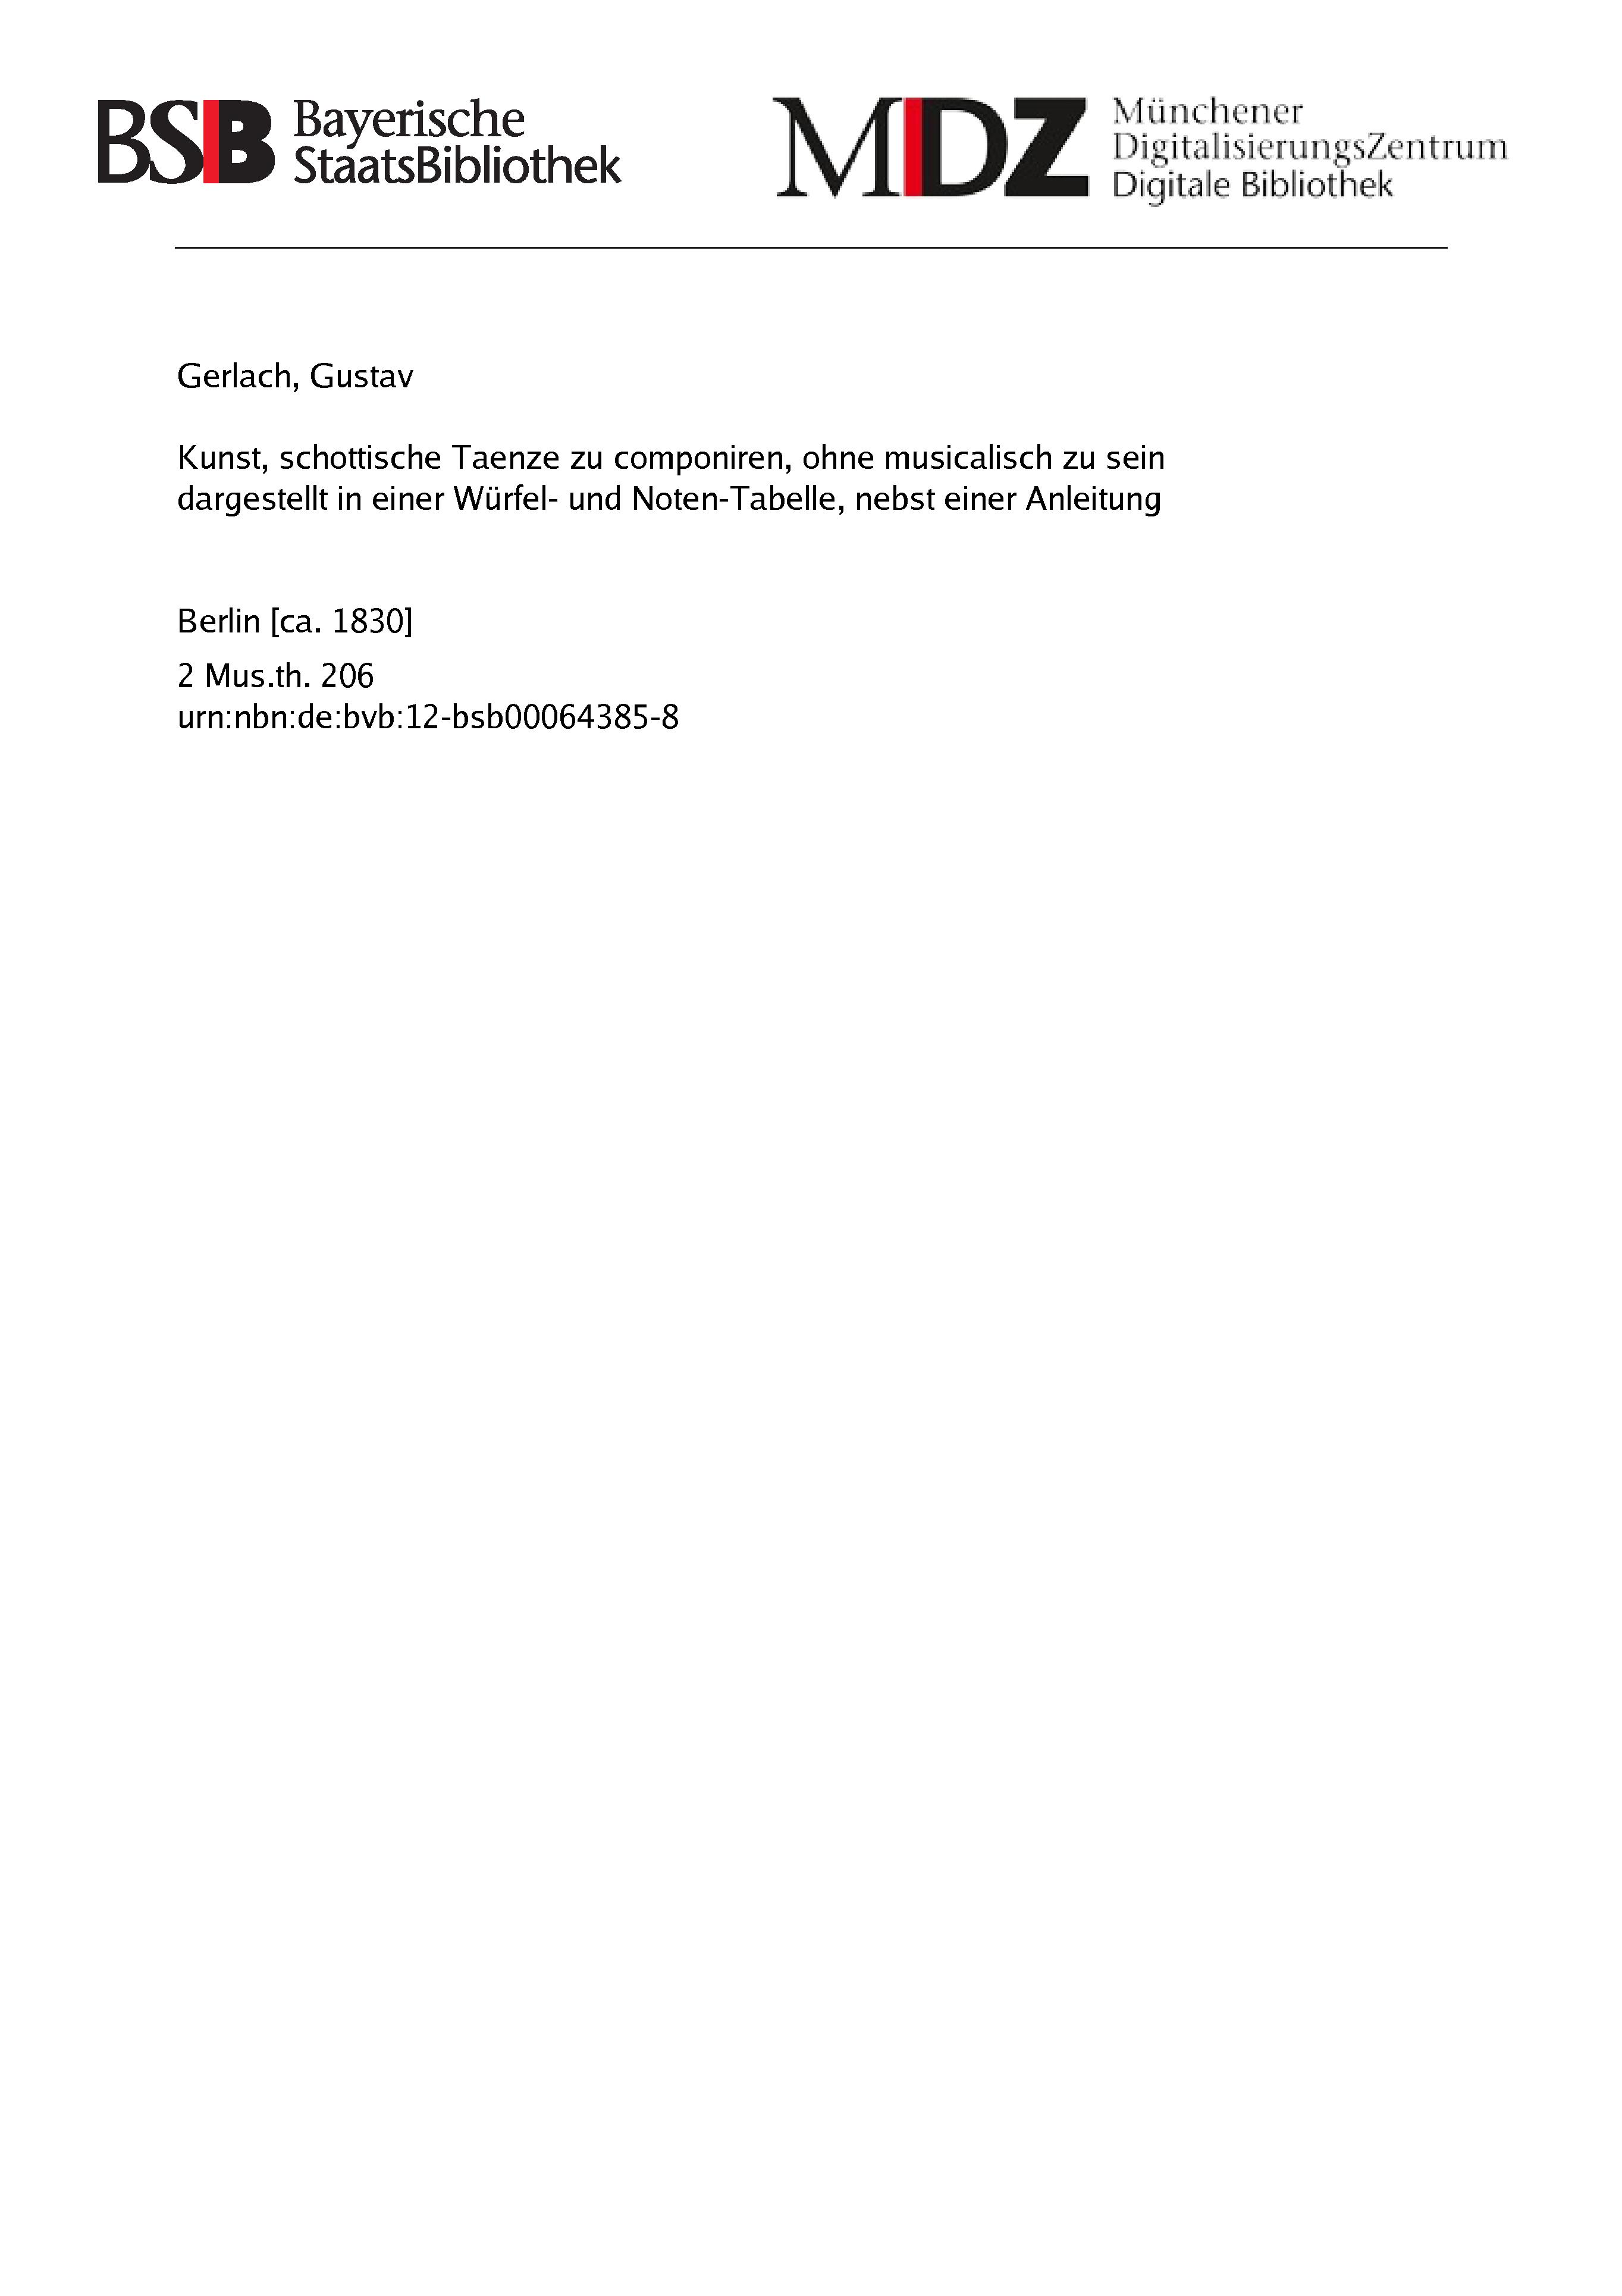 BSB Bayerische
StaatsBibliothek
MDZ Münchener
DigitalisierungsZentrum
Digitale Bibliothek
Gerlach, Gustav
Kunst, schottische Taenze zu componiren, ohne musicalisch zu sein
dargestellt in einer Würfel- und Noten-Tabelle, nebst einer Anleitung
Berlin [ca. 1830]
2 Mus.th. 206
urn:nbn:de:bvb:12-bsb00064385-8